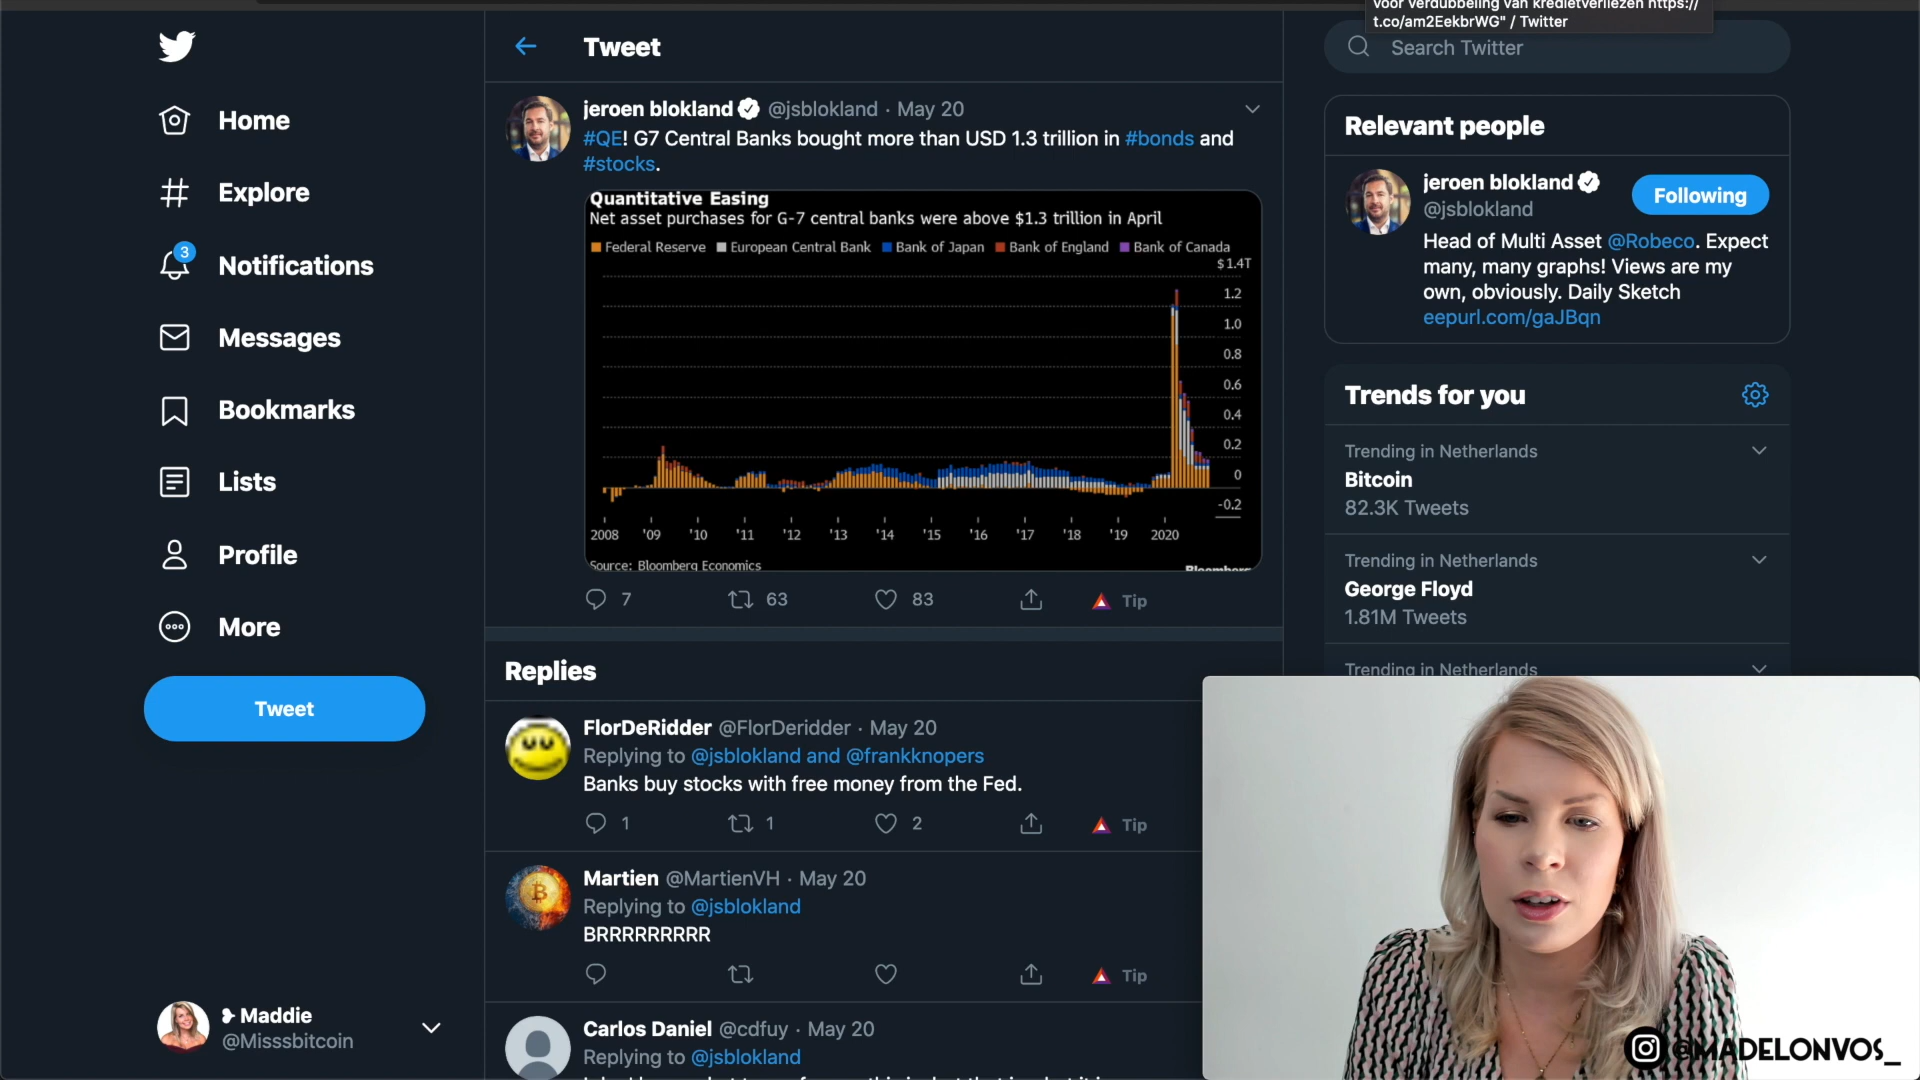 voor verdubbeling van kredietverliezen https://
t.co/am2EekbrWG" / Twitter
Search Twitter
Home
Explore
3
Notifications
Messages
Bookmarks
Lists
Profile
More
Tweet
Maddie
@Misssbitcoin
Tweet
jeroen blokland @jsblokland · May 20
#QE! G7 Central Banks bought more than USD 1.3 trillion in #bonds and
#stocks.
Quantitative Easing
Net asset purchases for G-7 central banks were above $1.3 trillion in April
Federal Reserve European Central Bank Bank of Japan Bank of England Bank of Canada
$1.4T
1.2
1.0
0.8
0.6
0.4
0.2
0
-0.2
2008 '09 '10 '11 '12 '13 '14 '15 '16 '17 '18 '19 2020
Source: Bloomberg Economics
Bloomberg
7 63 83 Tip
Replies
FlorDeRidder @FlorDeridder · May 20
Replying to @jsblokland and @frankknopers
Banks buy stocks with free money from the Fed.
1 1 2 Tip
Martien @MartienVH · May 20
Replying to @jsblokland
BRRRRRRRRR
Tip
Carlos Daniel @cdfuy · May 20
Replying to @jsblokland
Relevant people
jeroen blokland
@jsblokland
Following
Head of Multi Asset @Robeco. Expect
many, many graphs! Views are my
own, obviously. Daily Sketch
eepurl.com/gaJBqn
Trends for you
Trending in Netherlands
Bitcoin
82.3K Tweets
Trending in Netherlands
George Floyd
1.81M Tweets
Trending in Netherlands
@MADELONVOS_